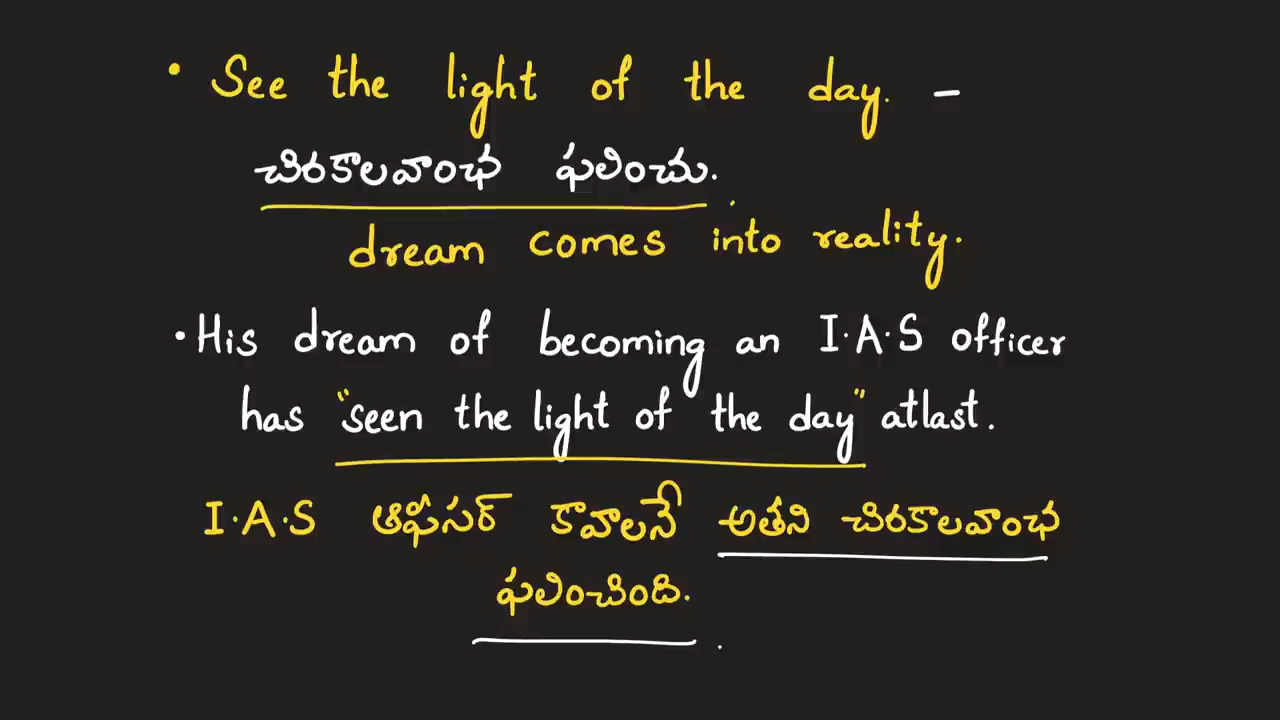 • See the light of the day. -
చిరకాలవాంఛ ఫలించు.
dream comes into reality.
• His dream of becoming an I.A.S officer
has "seen the light of the day" atlast.
I.A.S ఆఫీసర్ కావాలనే అతని చిరకాలవాంఛ
ఫలించింది.